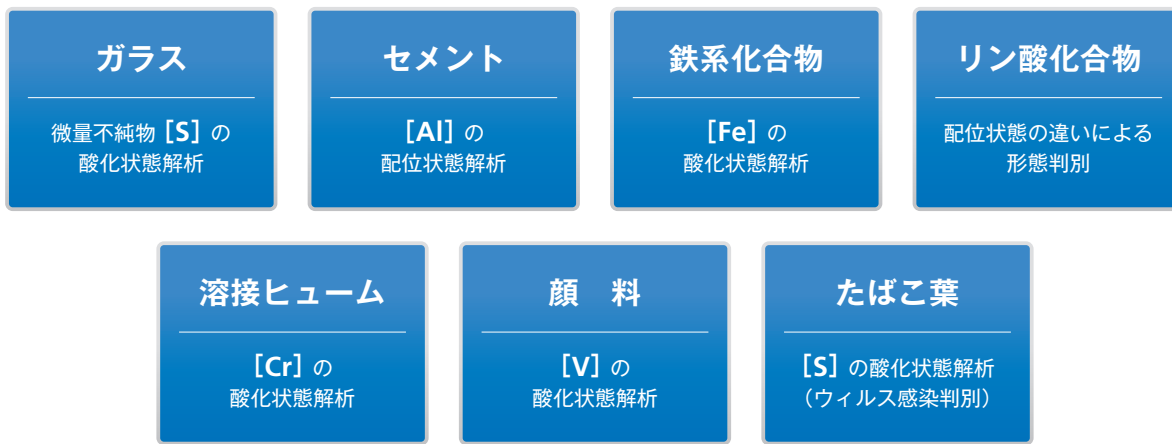 ガラス
微量不純物 [S] の
酸化状態解析
セメント
[Al] の
配位状態解析
鉄系化合物
[Fe] の
酸化状態解析
リン酸化合物
配位状態の違いによる
形態判別
溶接ヒューム
[Cr] の
酸化状態解析
顔　料
[V] の
酸化状態解析
たばこ葉
[S] の酸化状態解析
（ウィルス感染判別）